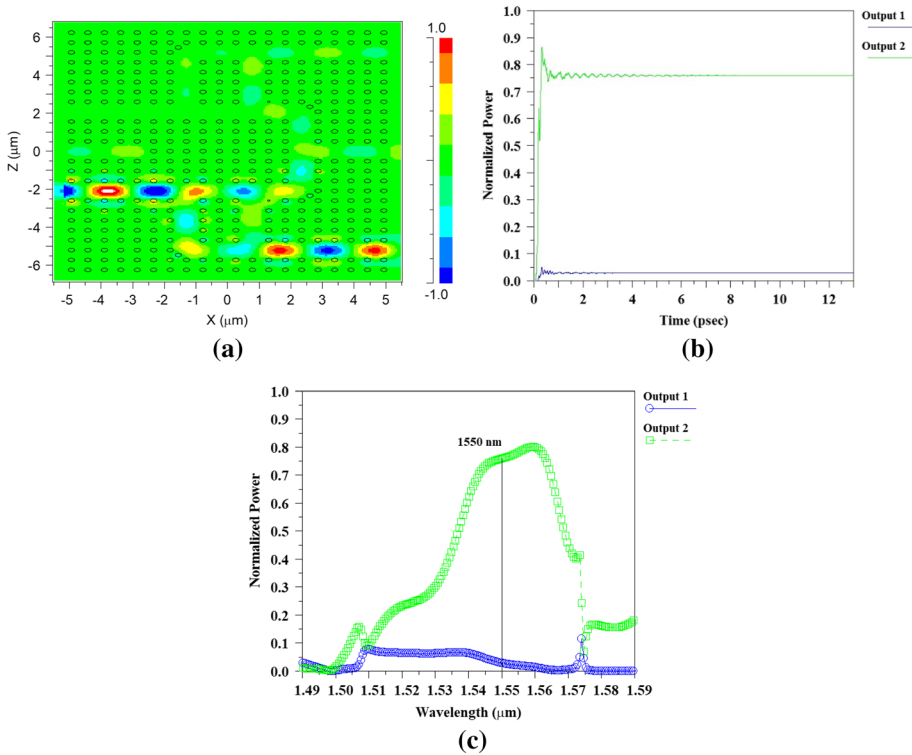 6
4
2
0
-2
-4
-6
Z (μm)
-5 -4 -3 -2 -1 0 1 2 3 4 5
X (μm)
1.0
-1.0
(a)
1.0
0.9
0.8
0.7
0.6
0.5
0.4
0.3
0.2
0.1
0.0
Normalized Power
0 2 4 6 8 10 12
Time (psec)
Output 1
Output 2
(b)
1.0
0.9
0.8
0.7
0.6
0.5
0.4
0.3
0.2
0.1
0.0
Normalized Power
1550 nm
1.49 1.50 1.51 1.52 1.53 1.54 1.55 1.56 1.57 1.58 1.59
Wavelength (μm)
Output 1
Output 2
(c)